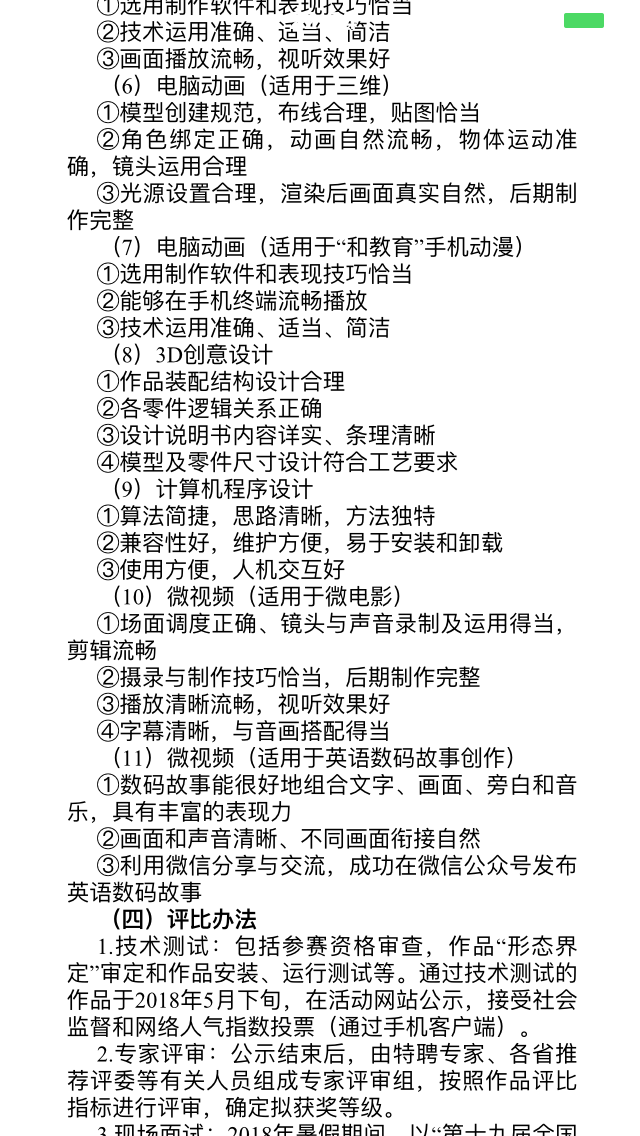 ①选用制作软件和表现技巧恰当
②技术运用准确、适当、简洁
③画面播放流畅，视听效果好
（6）电脑动画（适用于三维）
①模型创建规范，布线合理，贴图恰当
②角色绑定正确，动画自然流畅，物体运动准
确，镜头运用合理
③光源设置合理，渲染后画面真实自然，后期制
作完整
（7）电脑动画（适用于“和教育”手机动漫）
①选用制作软件和表现技巧恰当
②能够在手机终端流畅播放
③技术运用准确、适当、简洁
（8）3D创意设计
①作品装配结构设计合理
②各零件逻辑关系正确
③设计说明书内容详实、条理清晰
④模型及零件尺寸设计符合工艺要求
（9）计算机程序设计
①算法简捷，思路清晰，方法独特
②兼容性好，维护方便，易于安装和卸载
③使用方便，人机交互好
（10）微视频（适用于微电影）
①场面调度正确、镜头与声音录制及运用得当，
剪辑流畅
②摄录与制作技巧恰当，后期制作完整
③播放清晰流畅，视听效果好
④字幕清晰，与音画搭配得当
（11）微视频（适用于英语数码故事创作）
①数码故事能很好地组合文字、画面、旁白和音
乐，具有丰富的表现力
②画面和声音清晰、不同画面衔接自然
③利用微信分享与交流，成功在微信公众号发布
英语数码故事
（四）评比办法
1.技术测试：包括参赛资格审查，作品“形态界
定”审定和作品安装、运行测试等。通过技术测试的
作品于2018年5月下旬，在活动网站公示，接受社会
监督和网络人气指数投票（通过手机客户端）。
2.专家评审：公示结束后，由特聘专家、各省推
荐评委等有关人员组成专家评审组，按照作品评比
指标进行评审，确定拟获奖等级。
3.现场面试：2018年暑假期间，以“第十九届全国